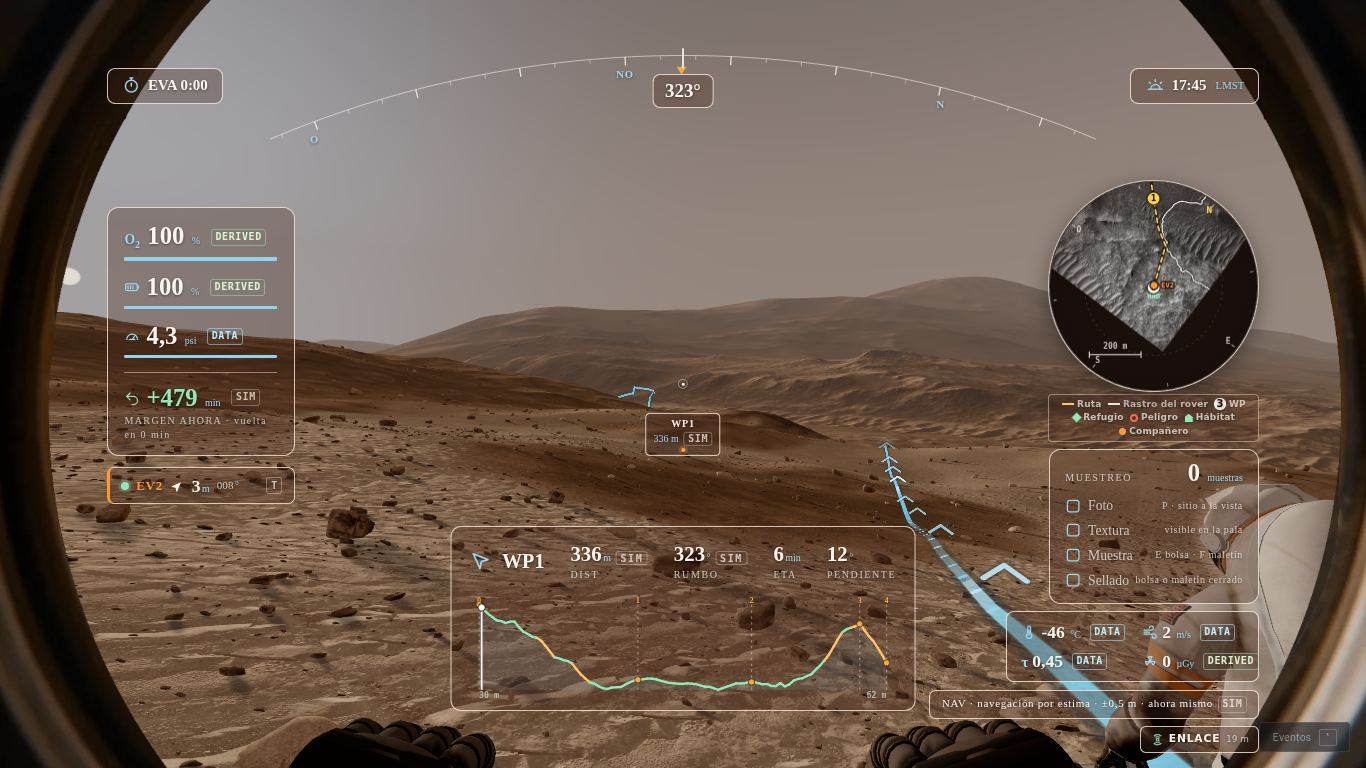 EVA 0:00
NO
323°
17:45 LMST
O
N
O₂ 100 % DERIVED
100 % DERIVED
4,3 psi DATA
+479 min SIM
MARGEN AHORA · vuelta
en 0 min
EV2 3 m 008° T
WP1
336 m SIM
1
N
O
EV2
200 m
S
E
Ruta Rastro del rover 3 WP
Refugio Peligro Hábitat
Compañero
MUESTREO 0 muestras
Foto P · sitio a la vista
Textura visible en la pala
Muestra E bolsa · F maletín
Sellado bolsa o maletín cerrado
WP1 336 m SIM 323° SIM 6 min 12°
DIST RUMBO ETA PENDIENTE
0 1 2 3 4
30 m 62 m
-46 °C DATA 2 m/s DATA
τ 0,45 DATA 0 µGy DERIVED
NAV · navegación por estima · ±0,5 m · ahora mismo SIM
ENLACE 19 m Eventos